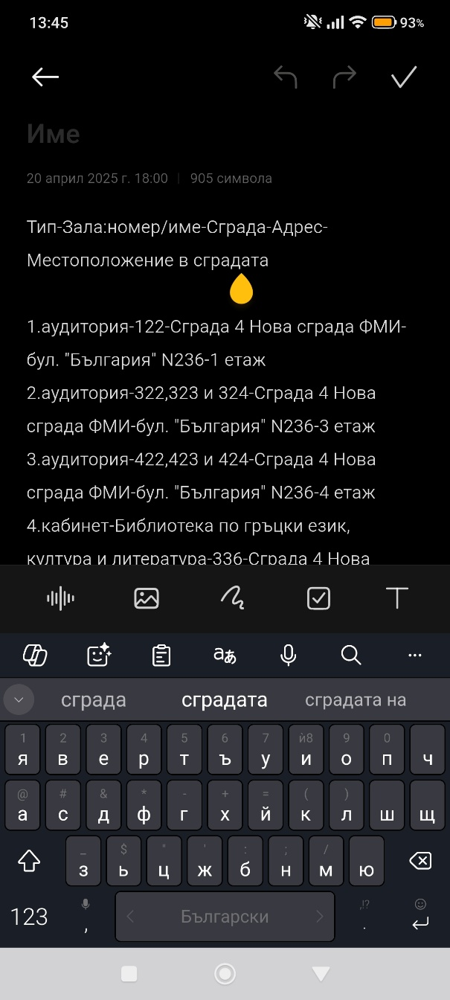 13:45
93%
Име
20 април 2025 г. 18:00 | 905 символа
Тип-Зала:номер/име-Сграда-Адрес-
Местоположение в сградата
1.аудитория-122-Сграда 4 Нова сграда ФМИ-
бул. "България" N236-1 етаж
2.аудитория-322,323 и 324-Сграда 4 Нова
сграда ФМИ-бул. "България" N236-3 етаж
3.аудитория-422,423 и 424-Сграда 4 Нова
сграда ФМИ-бул. "България" N236-4 етаж
4.кабинет-Библиотека по гръцки език,
култура и литература-336-Сграда 4 Нова
сграда сградата сградата на
1 2 3 4 5 6 7 ѝ8 9 0
я в е р т ъ у и о п ч
@ # & * - + = ( )
а с д ф г х й к л ш щ
_ $ " ' : ; /
з ь ц ж б н м ю
123 , Български ,!? .